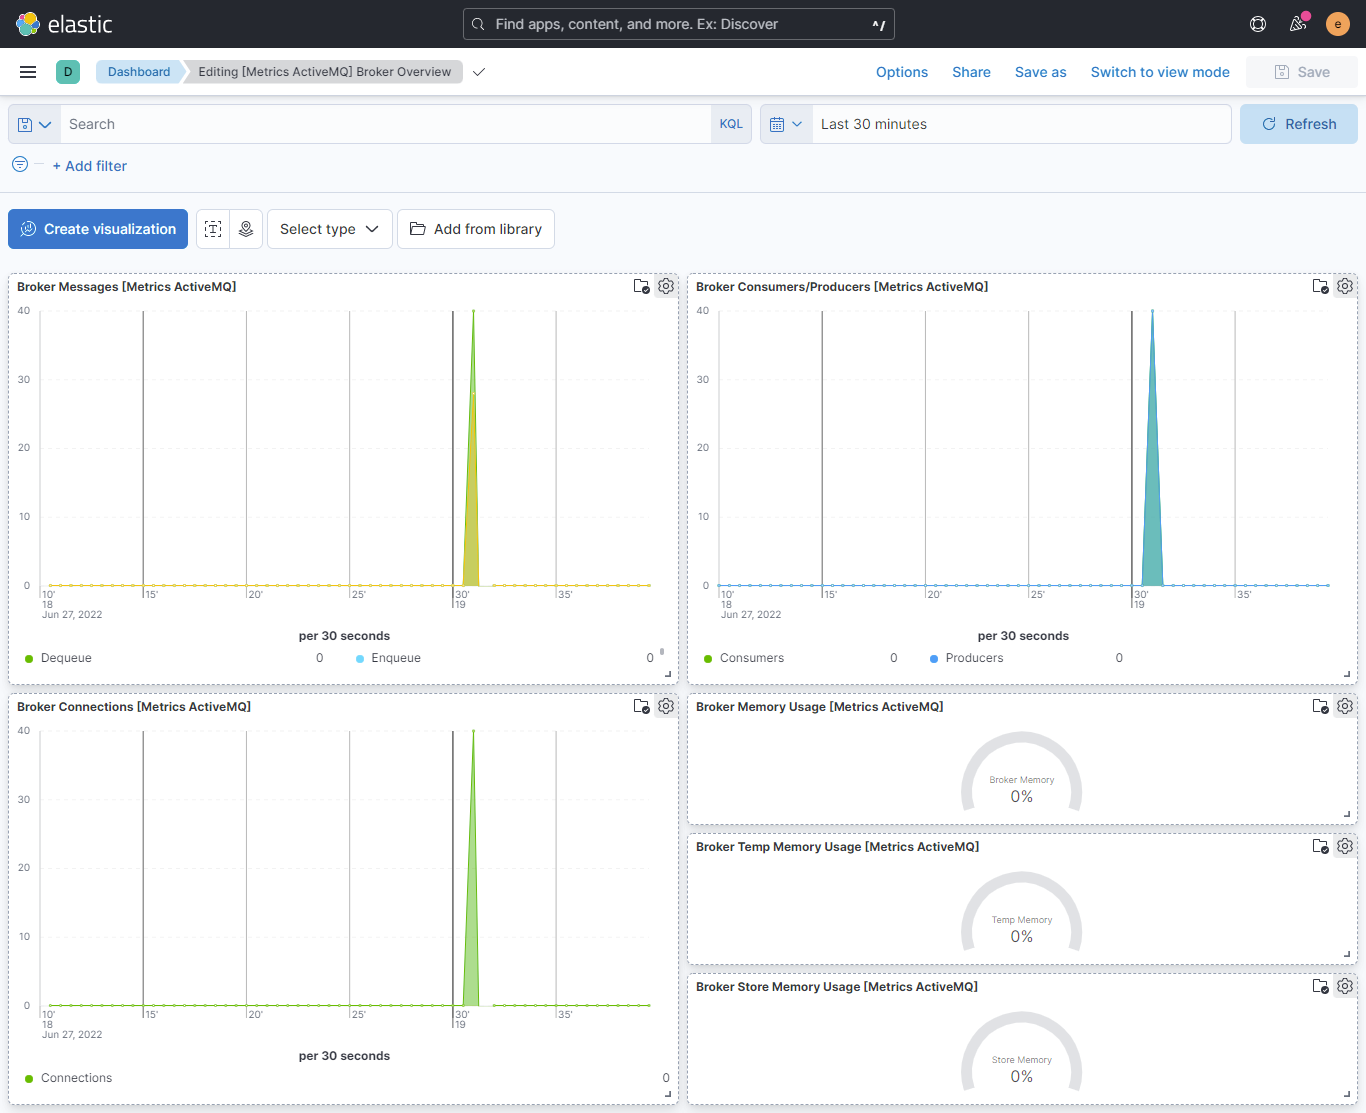 elastic
Find apps, content, and more. Ex: Discover
^/
e
D
Dashboard
Editing [Metrics ActiveMQ] Broker Overview
Options
Share
Save as
Switch to view mode
Save
Search
KQL
Last 30 minutes
Refresh
+ Add filter
Create visualization
Select type
Add from library
Broker Messages [Metrics ActiveMQ]
40
30
20
10
0
10' 15' 20' 25' 30' 35'
18 19
Jun 27, 2022
per 30 seconds
Dequeue 0 Enqueue 0
Broker Consumers/Producers [Metrics ActiveMQ]
40
30
20
10
0
10' 15' 20' 25' 30' 35'
18 19
Jun 27, 2022
per 30 seconds
Consumers 0 Producers 0
Broker Connections [Metrics ActiveMQ]
40
30
20
10
0
10' 15' 20' 25' 30' 35'
18 19
Jun 27, 2022
per 30 seconds
Connections 0
Broker Memory Usage [Metrics ActiveMQ]
Broker Memory
0%
Broker Temp Memory Usage [Metrics ActiveMQ]
Temp Memory
0%
Broker Store Memory Usage [Metrics ActiveMQ]
Store Memory
0%